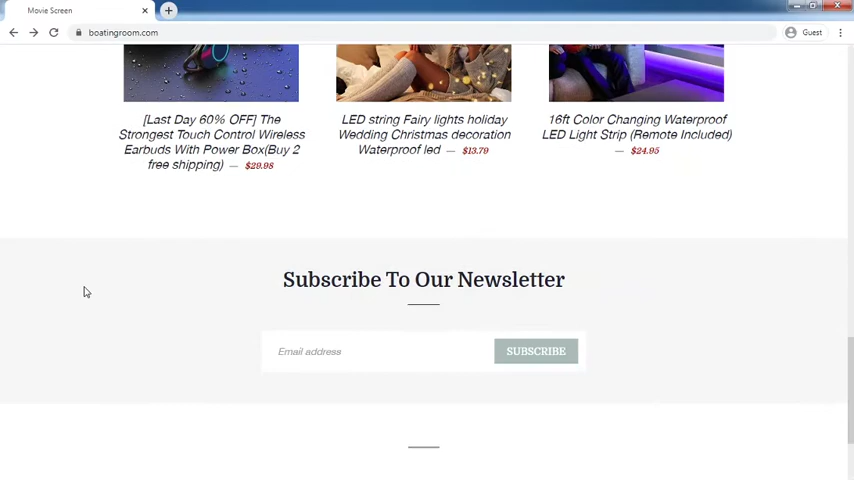 Movie Screen
boatingroom.com
Guest
[Last Day 60% OFF] The
Strongest Touch Control Wireless
Earbuds With Power Box(Buy 2
free shipping) — $29.98
LED string Fairy lights holiday
Wedding Christmas decoration
Waterproof led — $13.79
16ft Color Changing Waterproof
LED Light Strip (Remote Included)
— $24.95
Subscribe To Our Newsletter
Email address
SUBSCRIBE